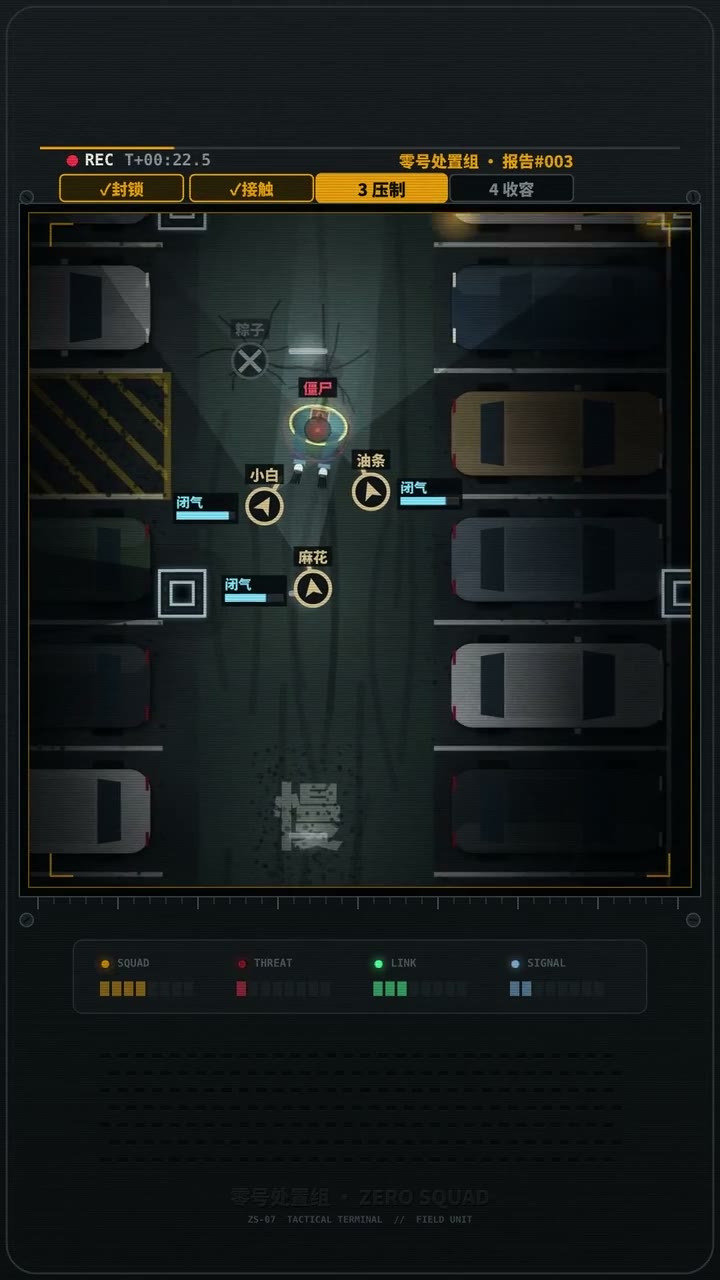 REC T+00:22.5
零号处置组 · 报告#003
✓封锁
✓接触
3 压制
4 收容
粽子
僵尸
小白
油条
闭气
闭气
麻花
闭气
慢
SQUAD
THREAT
LINK
SIGNAL
零号处置组 · ZERO SQUAD
ZS-07 TACTICAL TERMINAL // FIELD UNIT